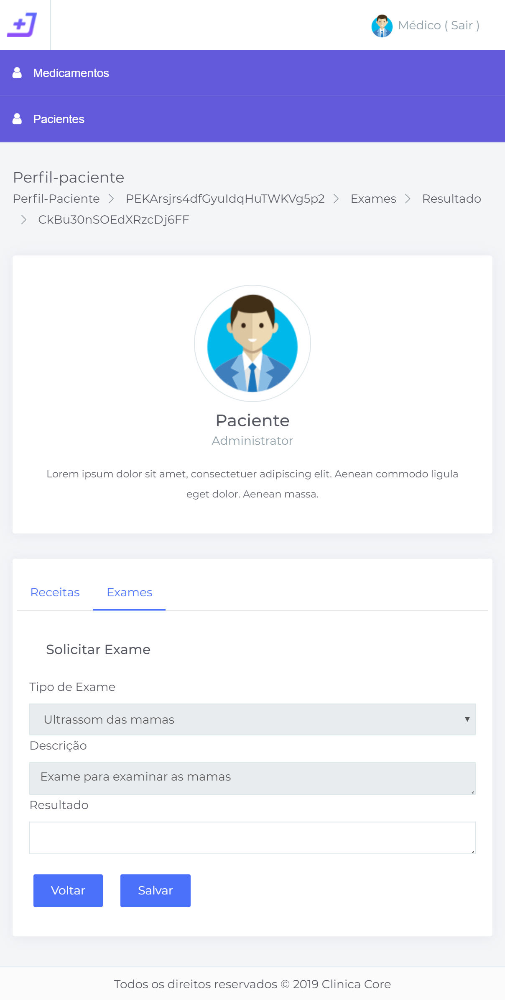 Médico ( Sair )
Medicamentos
Pacientes
Perfil-paciente
Perfil-Paciente > PEKArsjrs4dfGyuIdqHuTWKVg5p2 > Exames > Resultado
> CkBu30nSOEdXRzcDj6FF
Paciente
Administrator
Lorem ipsum dolor sit amet, consectetuer adipiscing elit. Aenean commodo ligula
eget dolor. Aenean massa.
Receitas Exames
Solicitar Exame
Tipo de Exame
Ultrassom das mamas
Descrição
Exame para examinar as mamas
Resultado
Voltar Salvar
Todos os direitos reservados © 2019 Clinica Core